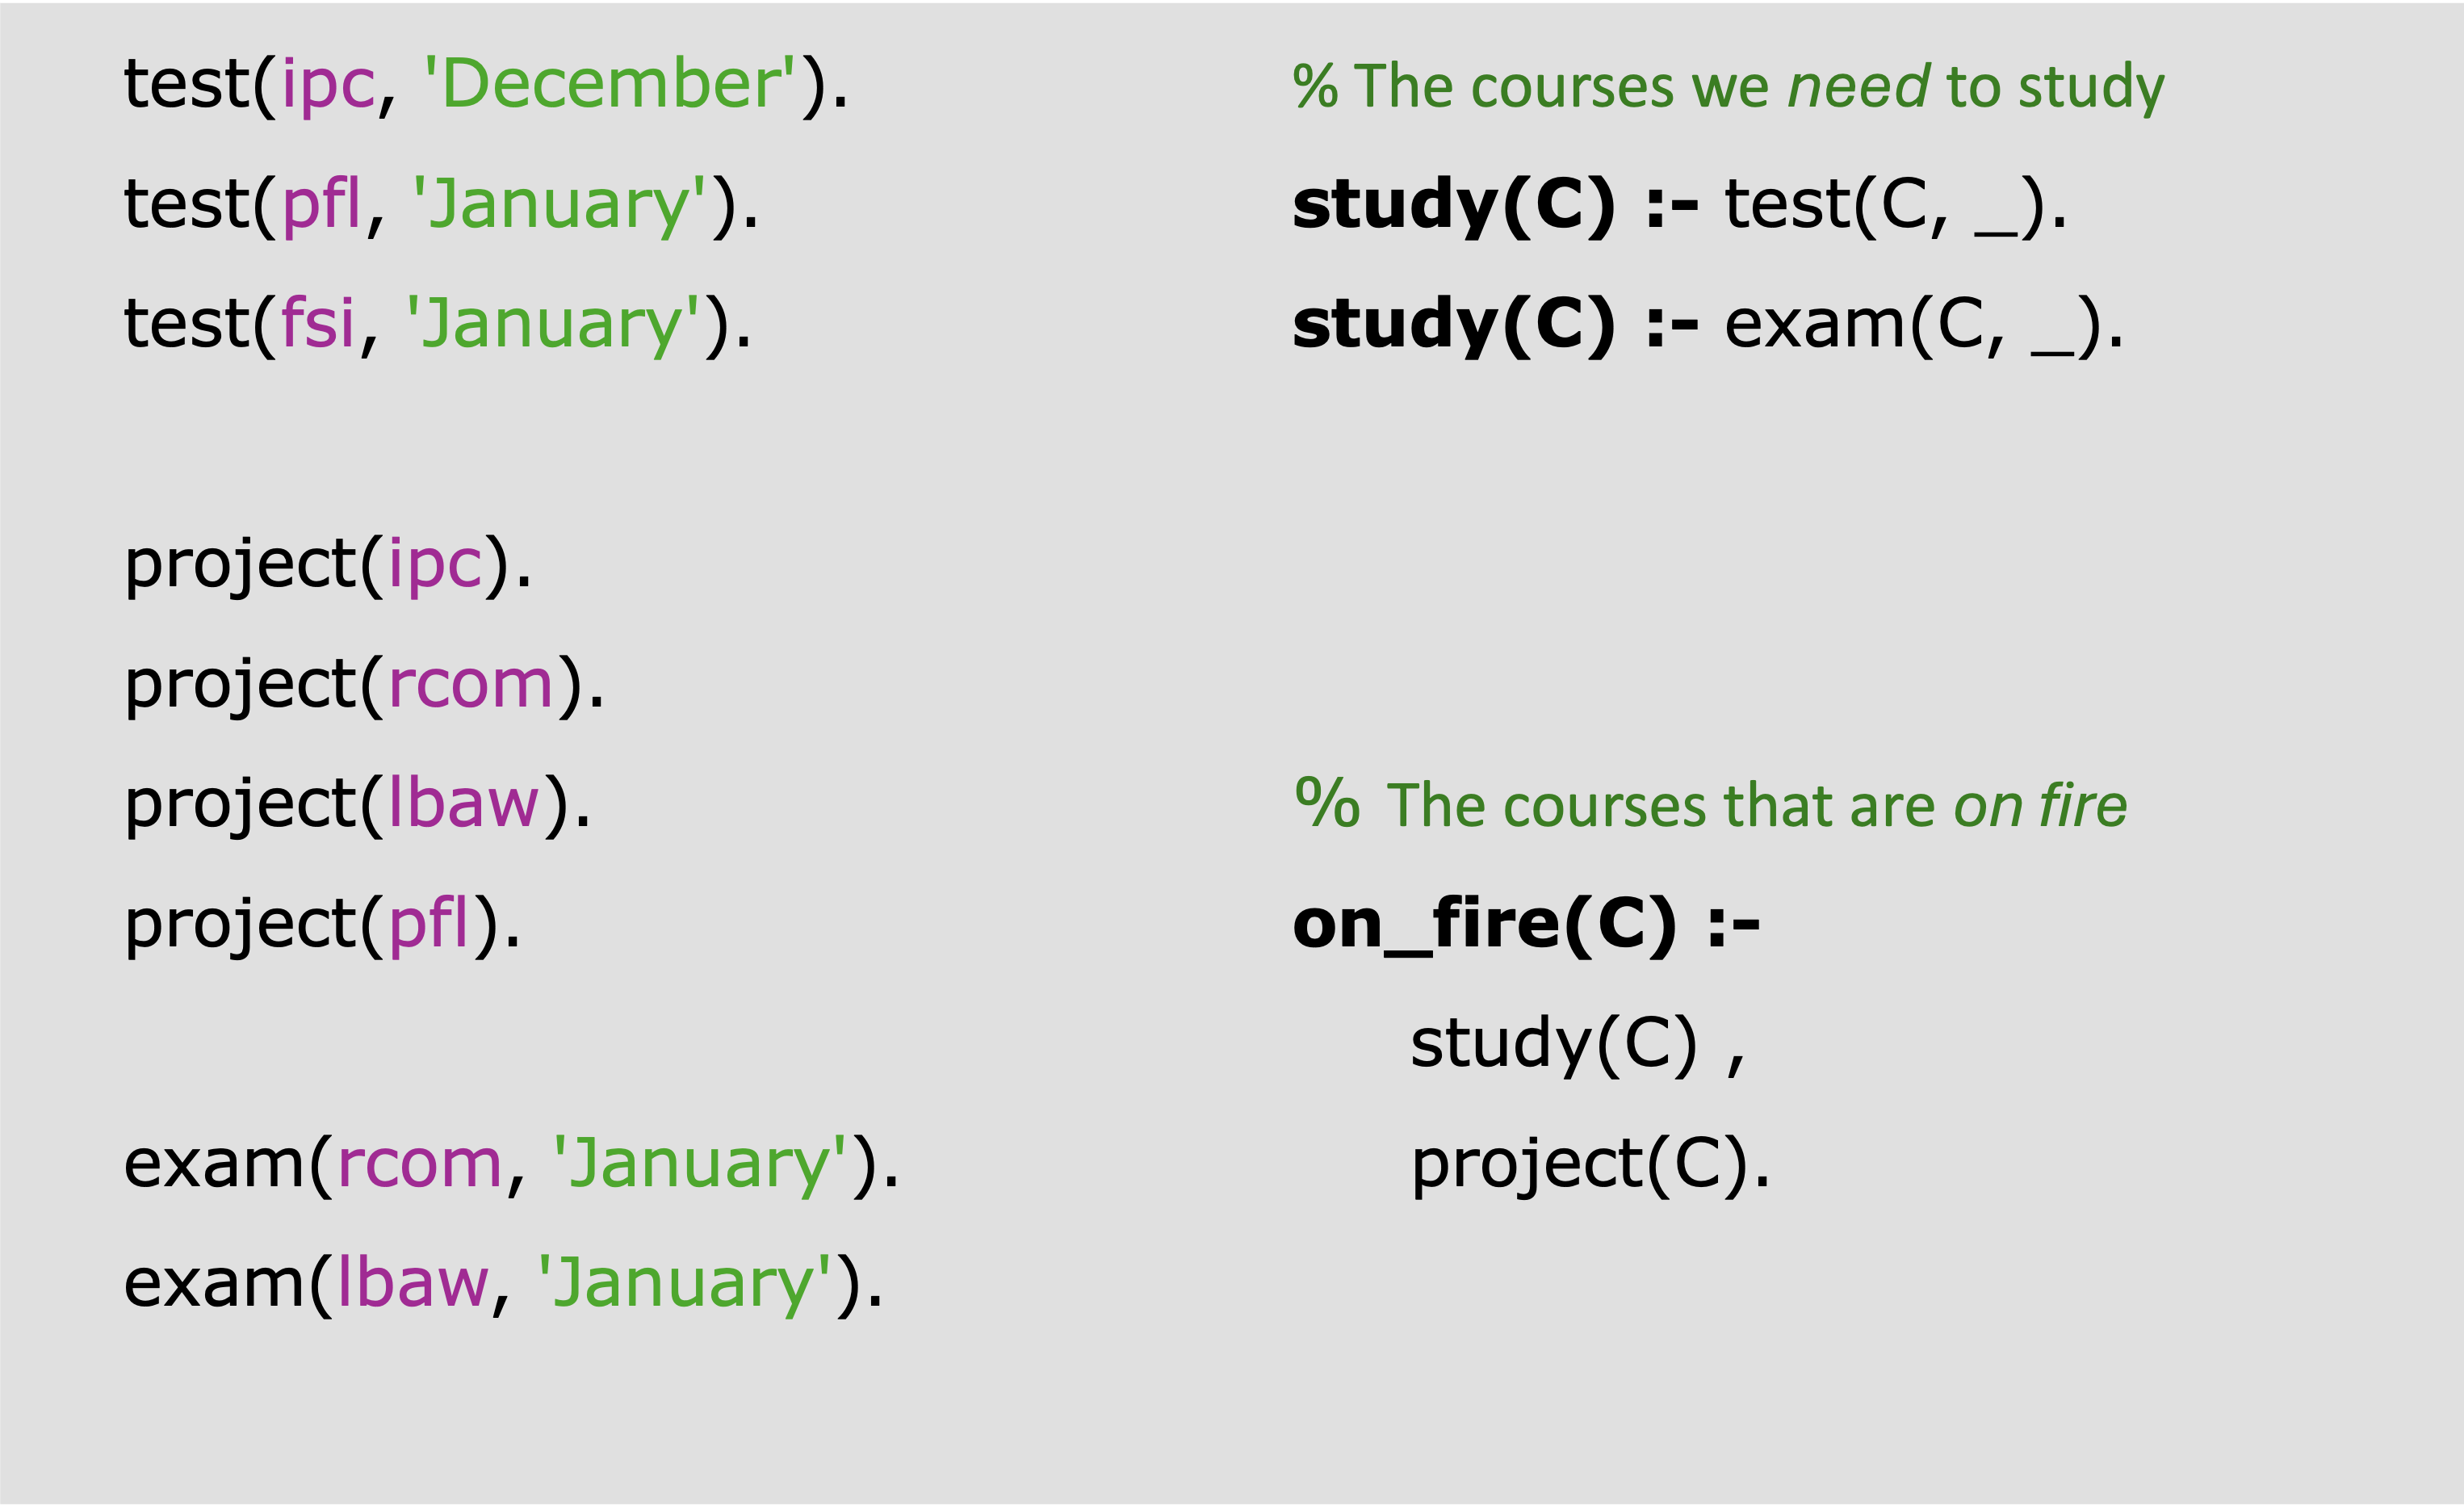 test(ipc, 'December').
test(pfl, 'January').
test(fsi, 'January').
project(ipc).
project(rcom).
project(lbaw).
project(pfl).
exam(rcom, 'January').
exam(lbaw, 'January').
% The courses we need to study
study(C) :- test(C, _).
study(C) :- exam(C, _).
% The courses that are on fire
on_fire(C) :-
study(C) ,
project(C).